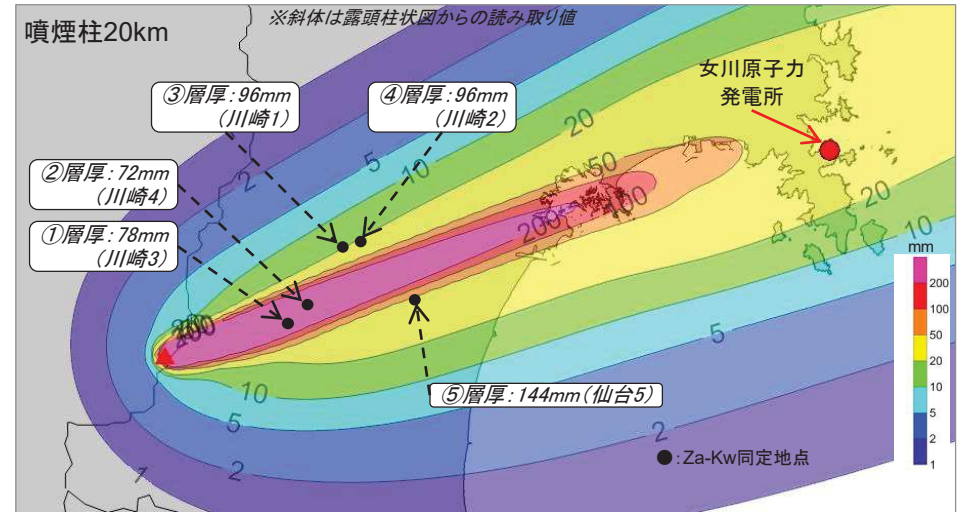 ※斜体は露頭柱状図からの読み取り値
噴煙柱20km
女川原子力
発電所
③層厚:96mm
(川崎1)
④層厚:96mm
(川崎2)
②層厚:72mm
(川崎4)
①層厚:78mm
(川崎3)
⑤層厚:144mm(仙台5)
●:Za-Kw同定地点
20
5
10
2
50
100
200
20
10
5
2
200
10
5
2
1
mm
200
100
50
20
10
5
2
1